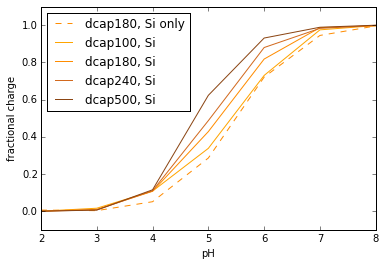 1.0
0.8
0.6
0.4
0.2
0.0
fractional charge
dcap180, Si only
dcap100, Si
dcap180, Si
dcap240, Si
dcap500, Si
2 3 4 5 6 7 8
pH